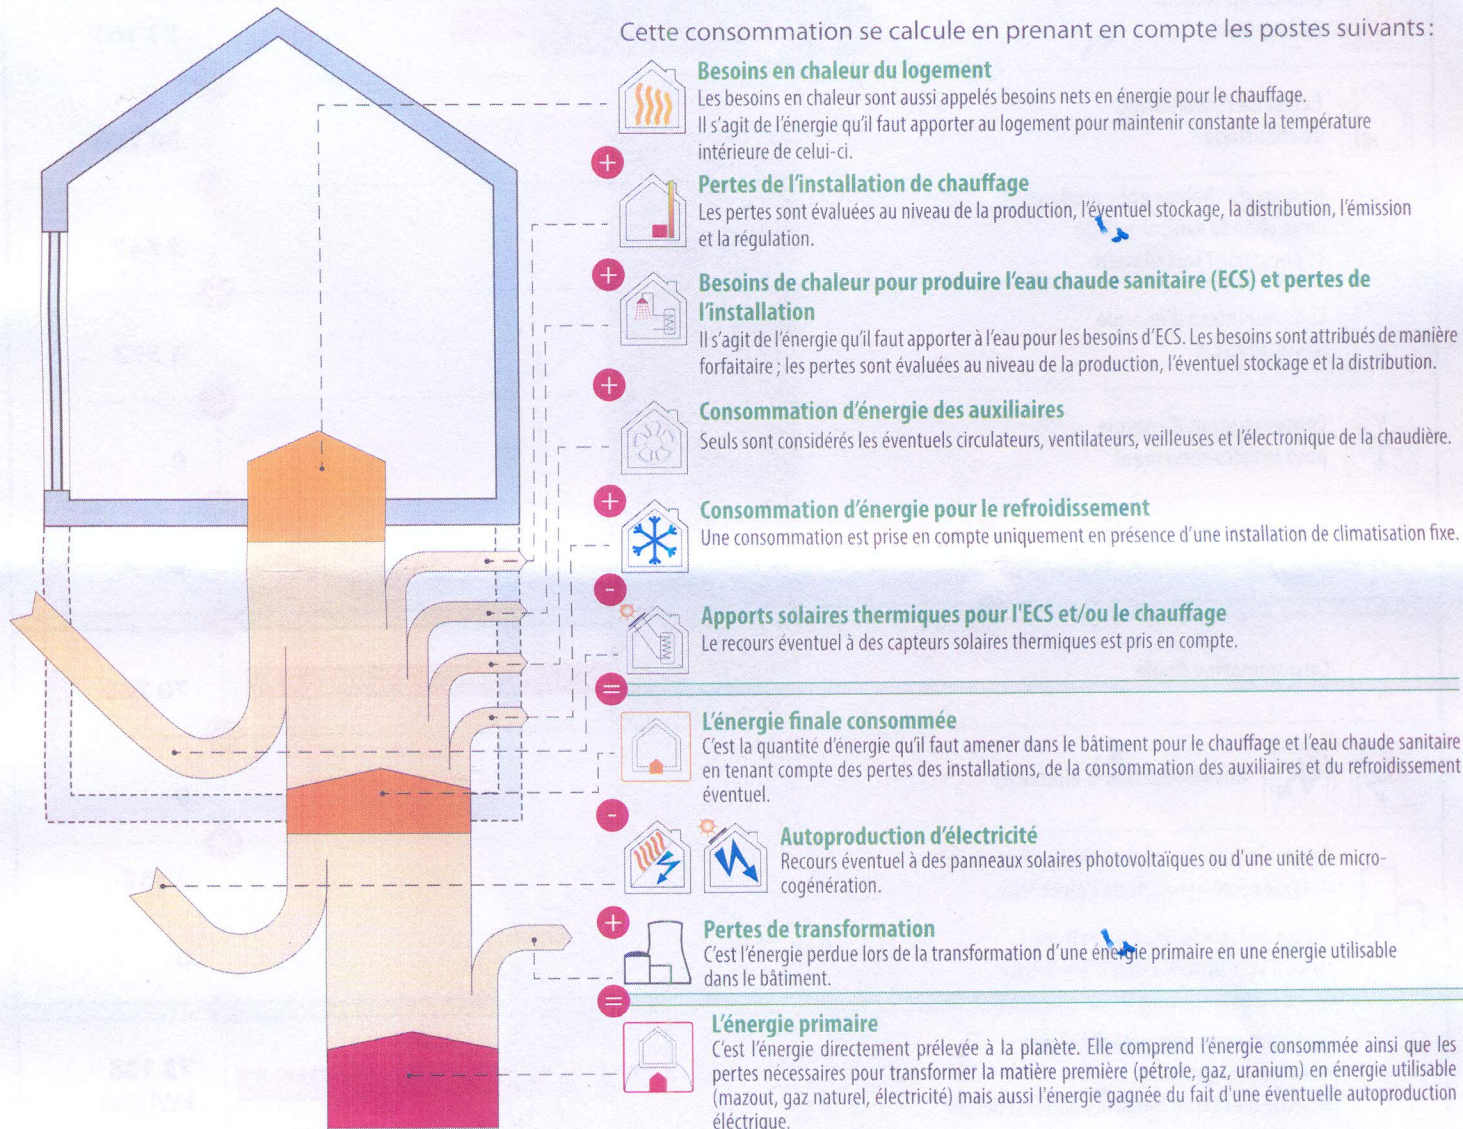 Cette consommation se calcule en prenant en compte les postes suivants :
Besoins en chaleur du logement
Les besoins en chaleur sont aussi appelés besoins nets en énergie pour le chauffage.
Il s'agit de l'énergie qu'il faut apporter au logement pour maintenir constante la température
intérieure de celui-ci.
+
Pertes de l'installation de chauffage
Les pertes sont évaluées au niveau de la production, l'éventuel stockage, la distribution, l'émission
et la régulation.
+
Besoins de chaleur pour produire l'eau chaude sanitaire (ECS) et pertes de
l'installation
Il s'agit de l'énergie qu'il faut apporter à l'eau pour les besoins d'ECS. Les besoins sont attribués de manière
forfaitaire ; les pertes sont évaluées au niveau de la production, l'éventuel stockage et la distribution.
+
Consommation d'énergie des auxiliaires
Seuls sont considérés les éventuels circulateurs, ventilateurs, veilleuses et l'électronique de la chaudière.
+
Consommation d'énergie pour le refroidissement
Une consommation est prise en compte uniquement en présence d'une installation de climatisation fixe.
-
Apports solaires thermiques pour l'ECS et/ou le chauffage
Le recours éventuel à des capteurs solaires thermiques est pris en compte.
=
L'énergie finale consommée
C'est la quantité d'énergie qu'il faut amener dans le bâtiment pour le chauffage et l'eau chaude sanitaire
en tenant compte des pertes des installations, de la consommation des auxiliaires et du refroidissement
éventuel.
-
Autoproduction d'électricité
Recours éventuel à des panneaux solaires photovoltaïques ou d'une unité de micro-
cogénération.
+
Pertes de transformation
C'est l'énergie perdue lors de la transformation d'une énergie primaire en une énergie utilisable
dans le bâtiment.
=
L'énergie primaire
C'est l'énergie directement prélevée à la planète. Elle comprend l'énergie consommée ainsi que les
pertes nécessaires pour transformer la matière première (pétrole, gaz, uranium) en énergie utilisable
(mazout, gaz naturel, électricité) mais aussi l'énergie gagnée du fait d'une éventuelle autoproduction
éléctrique.